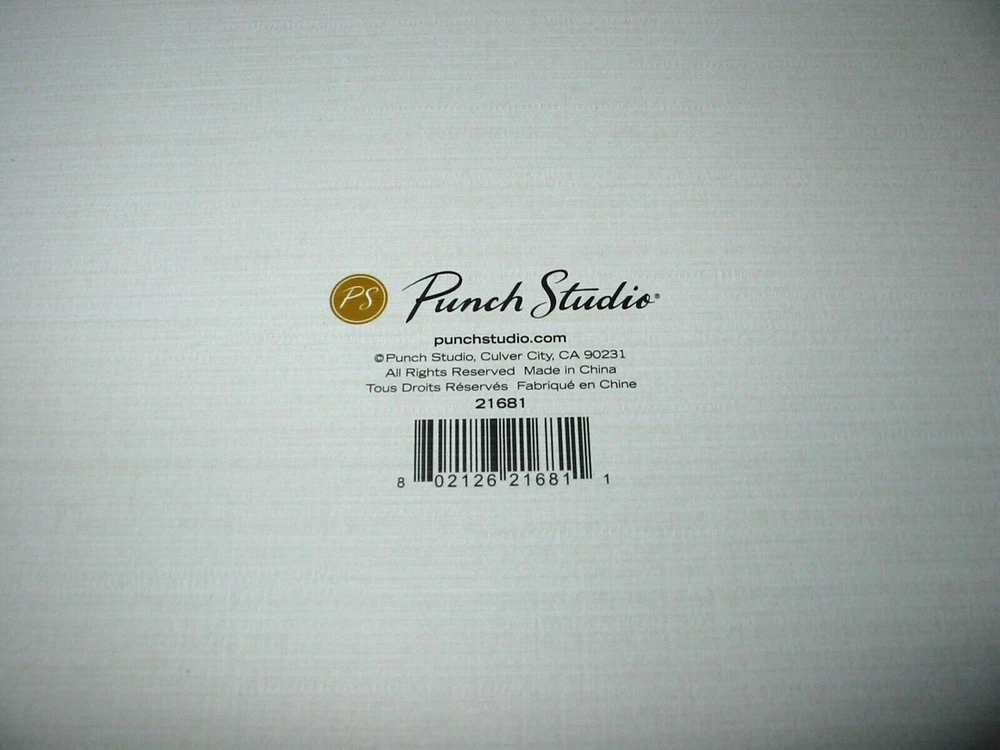 PS Punch Studio®
punchstudio.com
©Punch Studio, Culver City, CA 90231
All Rights Reserved Made in China
Tous Droits Réservés Fabriqué en Chine
21681
8 02126 21681 1